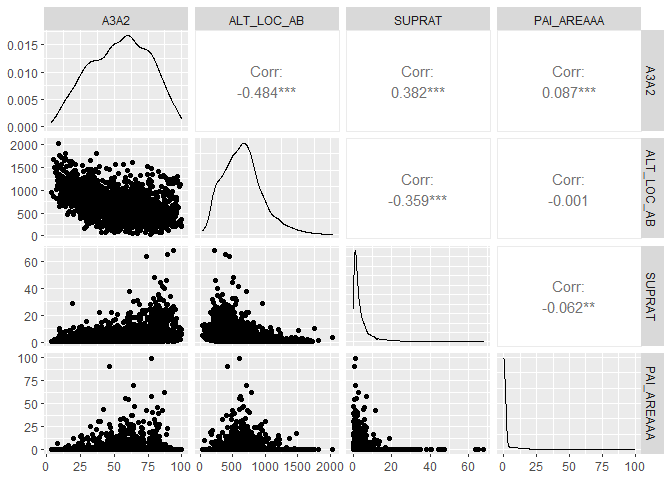 A3A2 ALT_LOC_AB SUPRAT PAI_AREAAA
0.015
0.010
0.005
0.000
Corr:
-0.484***
Corr:
0.382***
Corr:
0.087***
A3A2
2000
1500
1000
500
0
Corr:
-0.359***
Corr:
-0.001
ALT_LOC_AB
60
40
20
0
Corr:
-0.062**
SUPRAT
100
75
50
25
0
PAI_AREAAA
0 25 50 75 100 0 500 1000 1500 2000 0 20 40 60 0 25 50 75 100